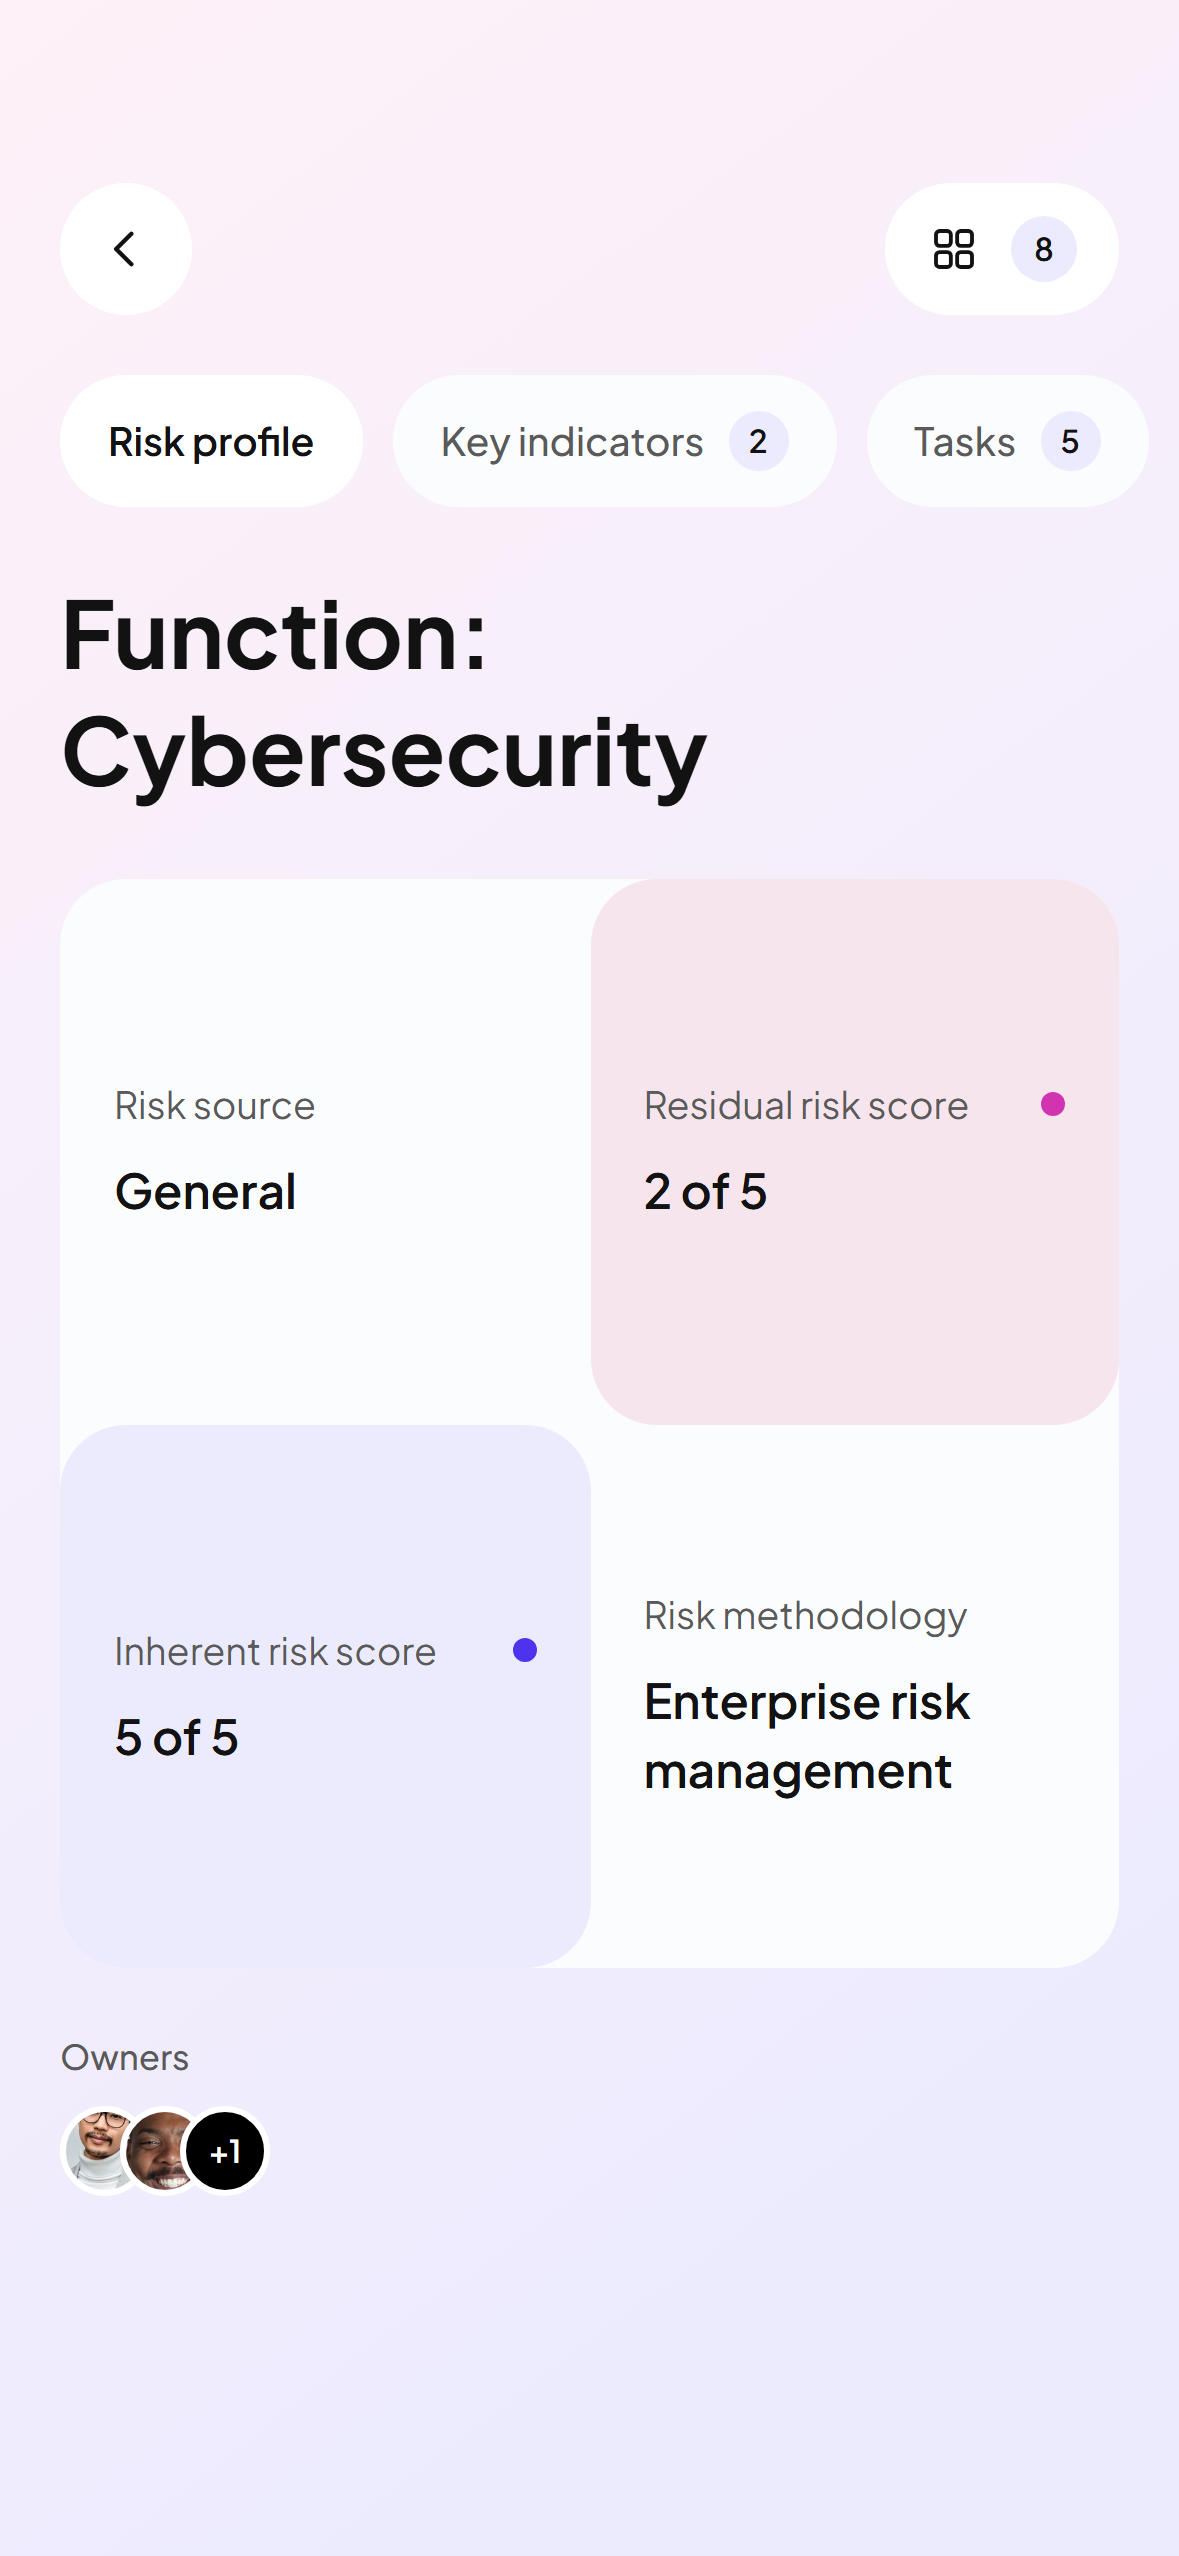 8
Risk profile
Key indicators 2
Tasks 5
Function:
Cybersecurity
Risk source
General
Residual risk score
2 of 5
Inherent risk score
5 of 5
Risk methodology
Enterprise risk
management
Owners
+1